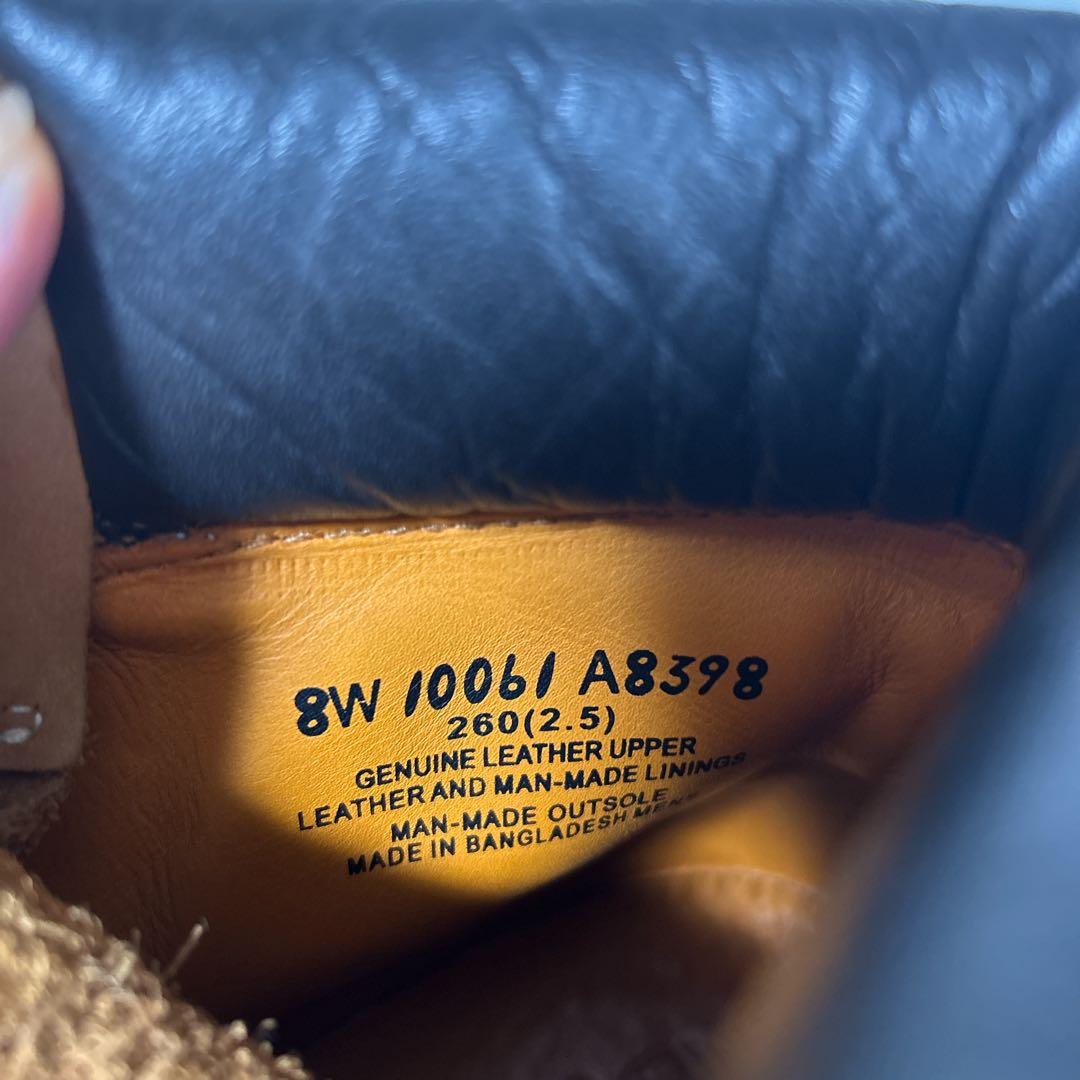 8W 10061 A8398
260(2.5)
GENUINE LEATHER UPPER
LEATHER AND MAN-MADE LININGS
MAN-MADE OUTSOLE
MADE IN BANGLADESH